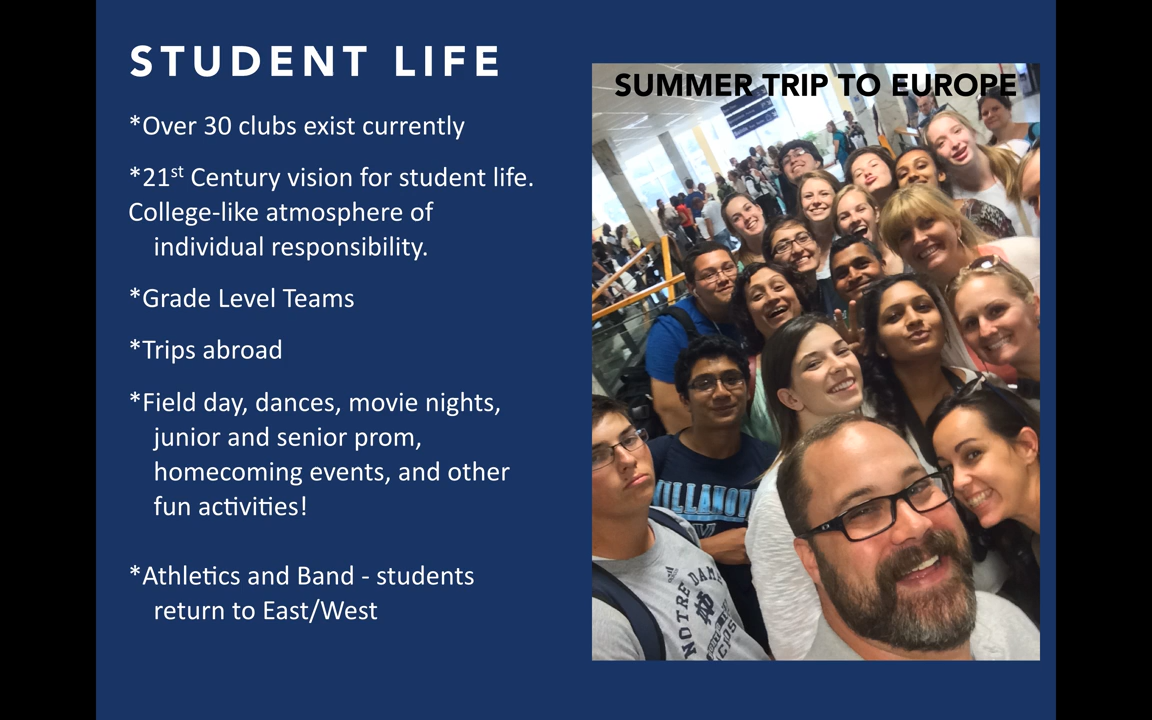 STUDENT LIFE
*Over 30 clubs exist currently
*21st Century vision for student life.
College-like atmosphere of
individual responsibility.
*Grade Level Teams
*Trips abroad
*Field day, dances, movie nights,
junior and senior prom,
homecoming events, and other
fun activities!
*Athletics and Band - students
return to East/West
SUMMER TRIP TO EUROPE
NOTRE DAME